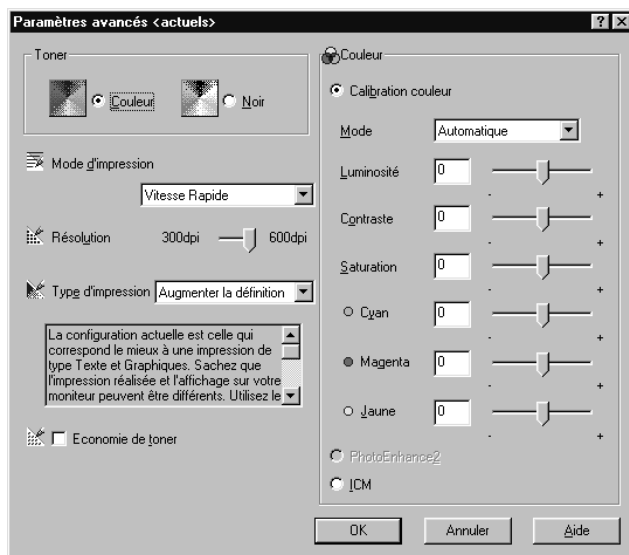 Paramètres avancés <actuels>
Toner
Couleur
Noir
Mode d'impression
Vitesse Rapide
Résolution 300dpi 600dpi
Type d'impression Augmenter la définition
La configuration actuelle est celle qui
correspond le mieux à une impression de
type Texte et Graphiques. Sachez que
l'impression réalisée et l'affichage sur votre
moniteur peuvent être différents. Utilisez le
Economie de toner
Couleur
Calibration couleur
Mode Automatique
Luminosité 0
- +
Contraste 0
- +
Saturation 0
- +
Cyan 0
- +
Magenta 0
- +
Jaune 0
- +
PhotoEnhance2
ICM
OK Annuler Aide